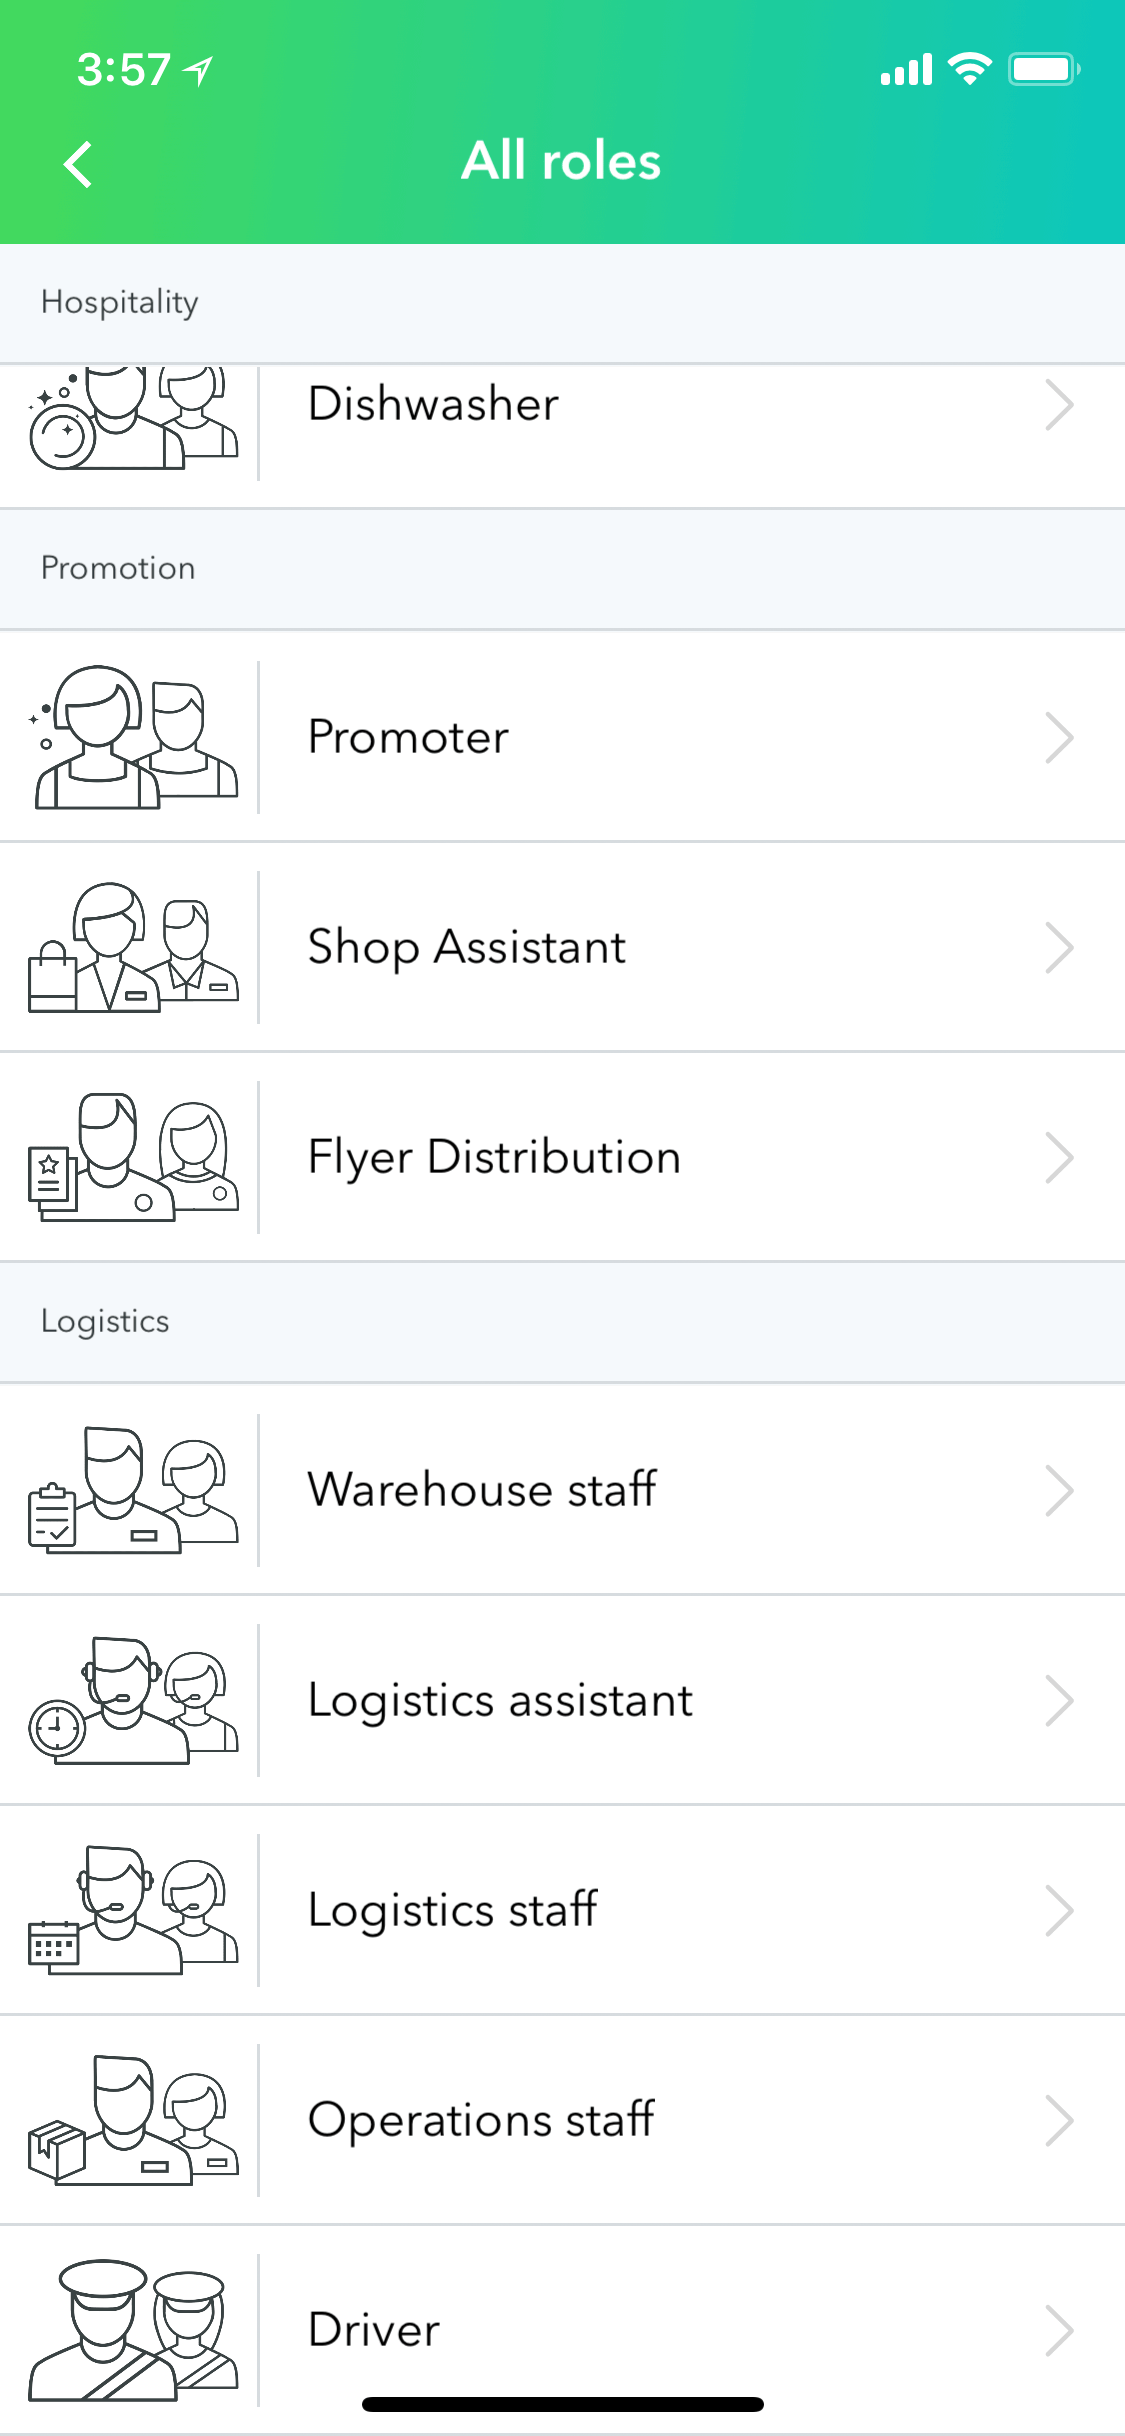 3:57
All roles
Hospitality
Dishwasher
Promotion
Promoter
Shop Assistant
Flyer Distribution
Logistics
Warehouse staff
Logistics assistant
Logistics staff
Operations staff
Driver